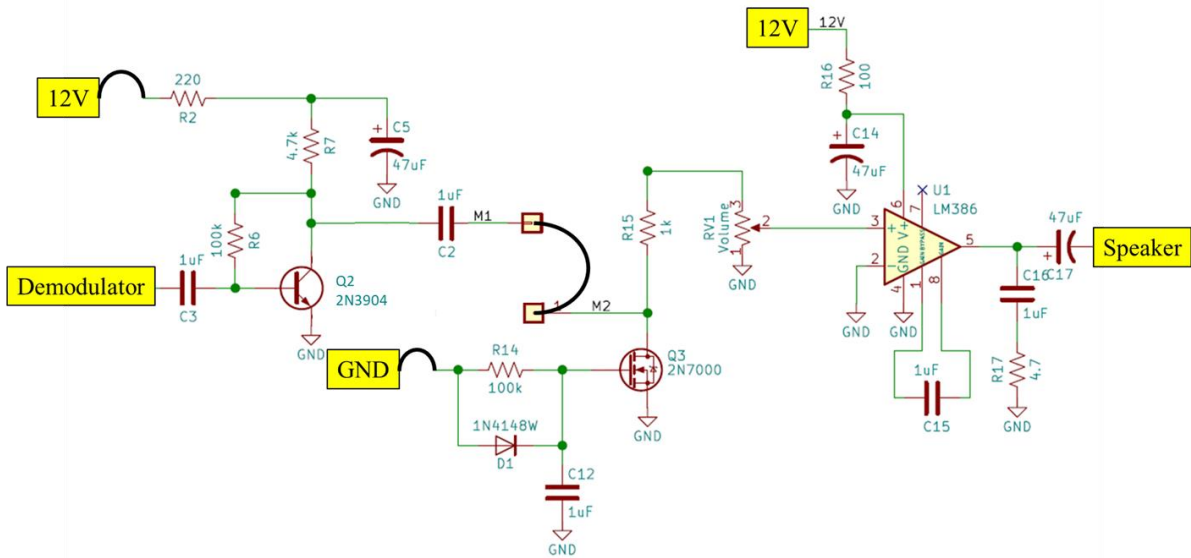 12V
12V
R16
100
12V
220
R2
4.7k
R7
+
C5
47uF
GND
+
C14
47uF
GND
100k
R6
1uF
C2
M1
R15
1k
RV1
Volume
3
2
1
GND
U1
LM386
6
7
3
+
V+
2
-
GND
4
1
8
5
GND
GND
47uF
+
C17
Speaker
C16
1uF
Demodulator
1uF
C3
Q2
2N3904
GND
1
M2
GND
R14
100k
Q3
2N7000
GND
1N4148W
D1
C12
1uF
GND
1uF
C15
R17
4.7
GND